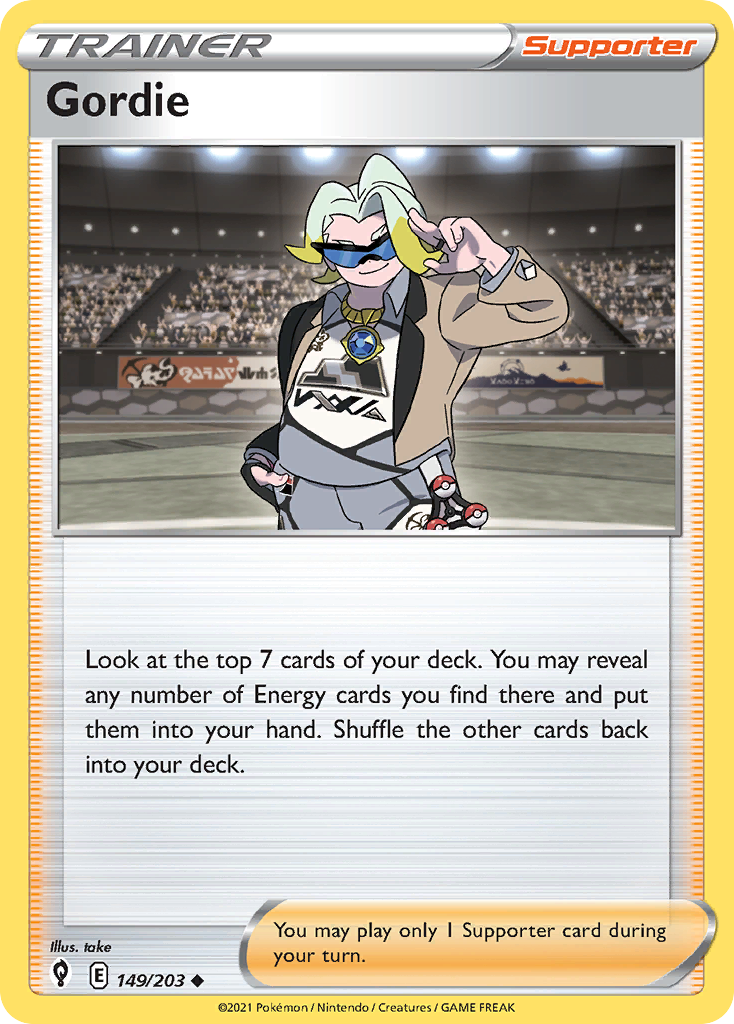 TRAINER
Supporter
Gordie
Look at the top 7 cards of your deck. You may reveal
any number of Energy cards you find there and put
them into your hand. Shuffle the other cards back
into your deck.
You may play only 1 Supporter card during
your turn.
Illus. take
E 149/203
©2021 Pokémon / Nintendo / Creatures / GAME FREAK